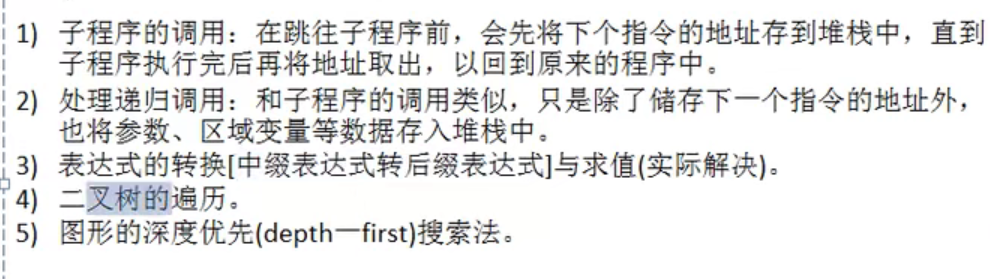 1) 子程序的调用：在跳往子程序前，会先将下个指令的地址存到堆栈中，直到
子程序执行完后再将地址取出，以回到原来的程序中。
2) 处理递归调用：和子程序的调用类似，只是除了储存下一个指令的地址外，
也将参数、区域变量等数据存入堆栈中。
3) 表达式的转换[中缀表达式转后缀表达式]与求值(实际解决)。
4) 二叉树的遍历。
5) 图形的深度优先(depth一first)搜索法。